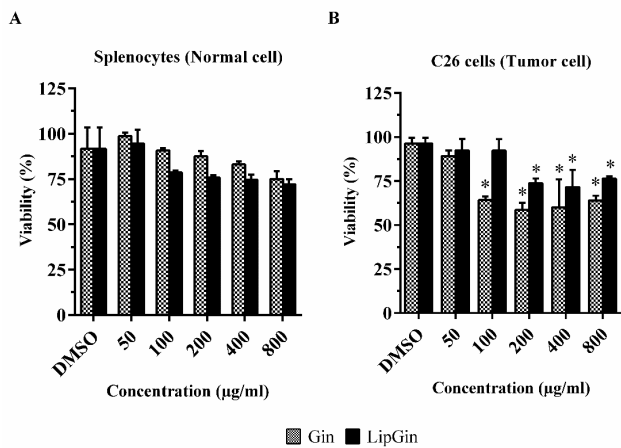 A
B
Splenocytes (Normal cell)
C26 cells (Tumor cell)
Viability (%)
100
75
50
25
0
DMSO
50
100
200
400
800
Concentration (µg/ml)
Viability (%)
100
75
50
25
0
* * * * * * *
DMSO
50
100
200
400
800
Concentration (µg/ml)
Gin LipGin